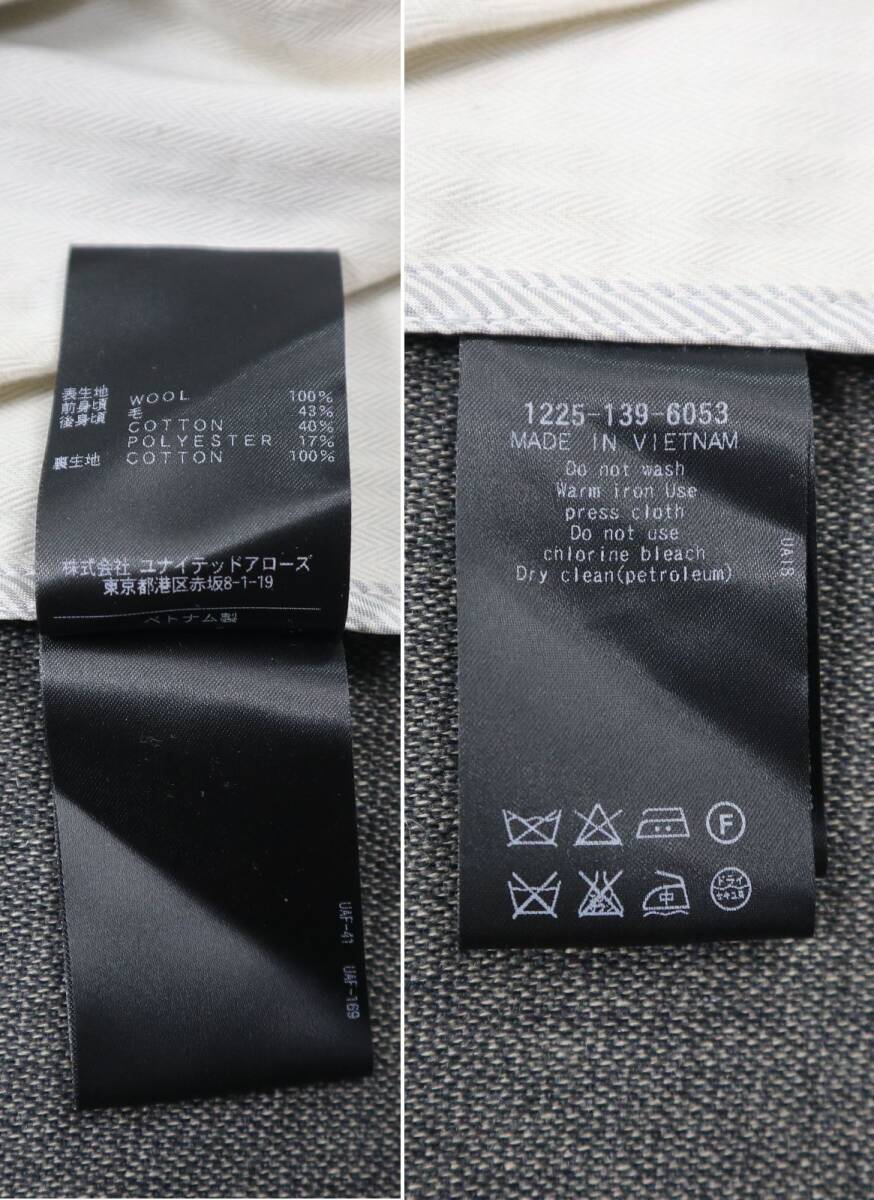 表生地 WOOL 100%
前身頃 毛 43%
後身頃 COTTON 40%
POLYESTER 17%
裏生地 COTTON 100%
株式会社 ユナイテッドアローズ
東京都港区赤坂8-1-19
ベトナム製
UAF-41 UAF-169
1225-139-6053
MADE IN VIETNAM
Do not wash
Warm iron Use
press cloth
Do not use
chlorine bleach
Dry clean(petroleum)
UA18
F
中 ドライ
セキユ系